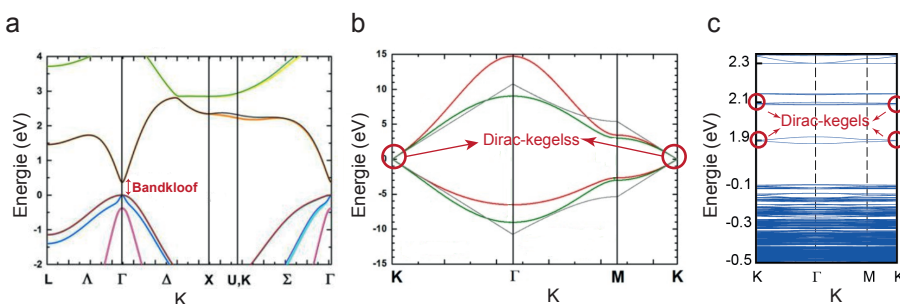 a
Energie (eV)
4
3
2
1
0
-1
-2
Bandkloof
L Λ Γ Δ X U,K Σ Γ
K
b
Energie (eV)
15
10
5
0
-5
-10
-15
Dirac-kegelss
K Γ M K
K
c
Energie (eV)
2.3
2.1
1.9
-0.1
-0.3
-0.5
Dirac-kegels
K Γ M K
K